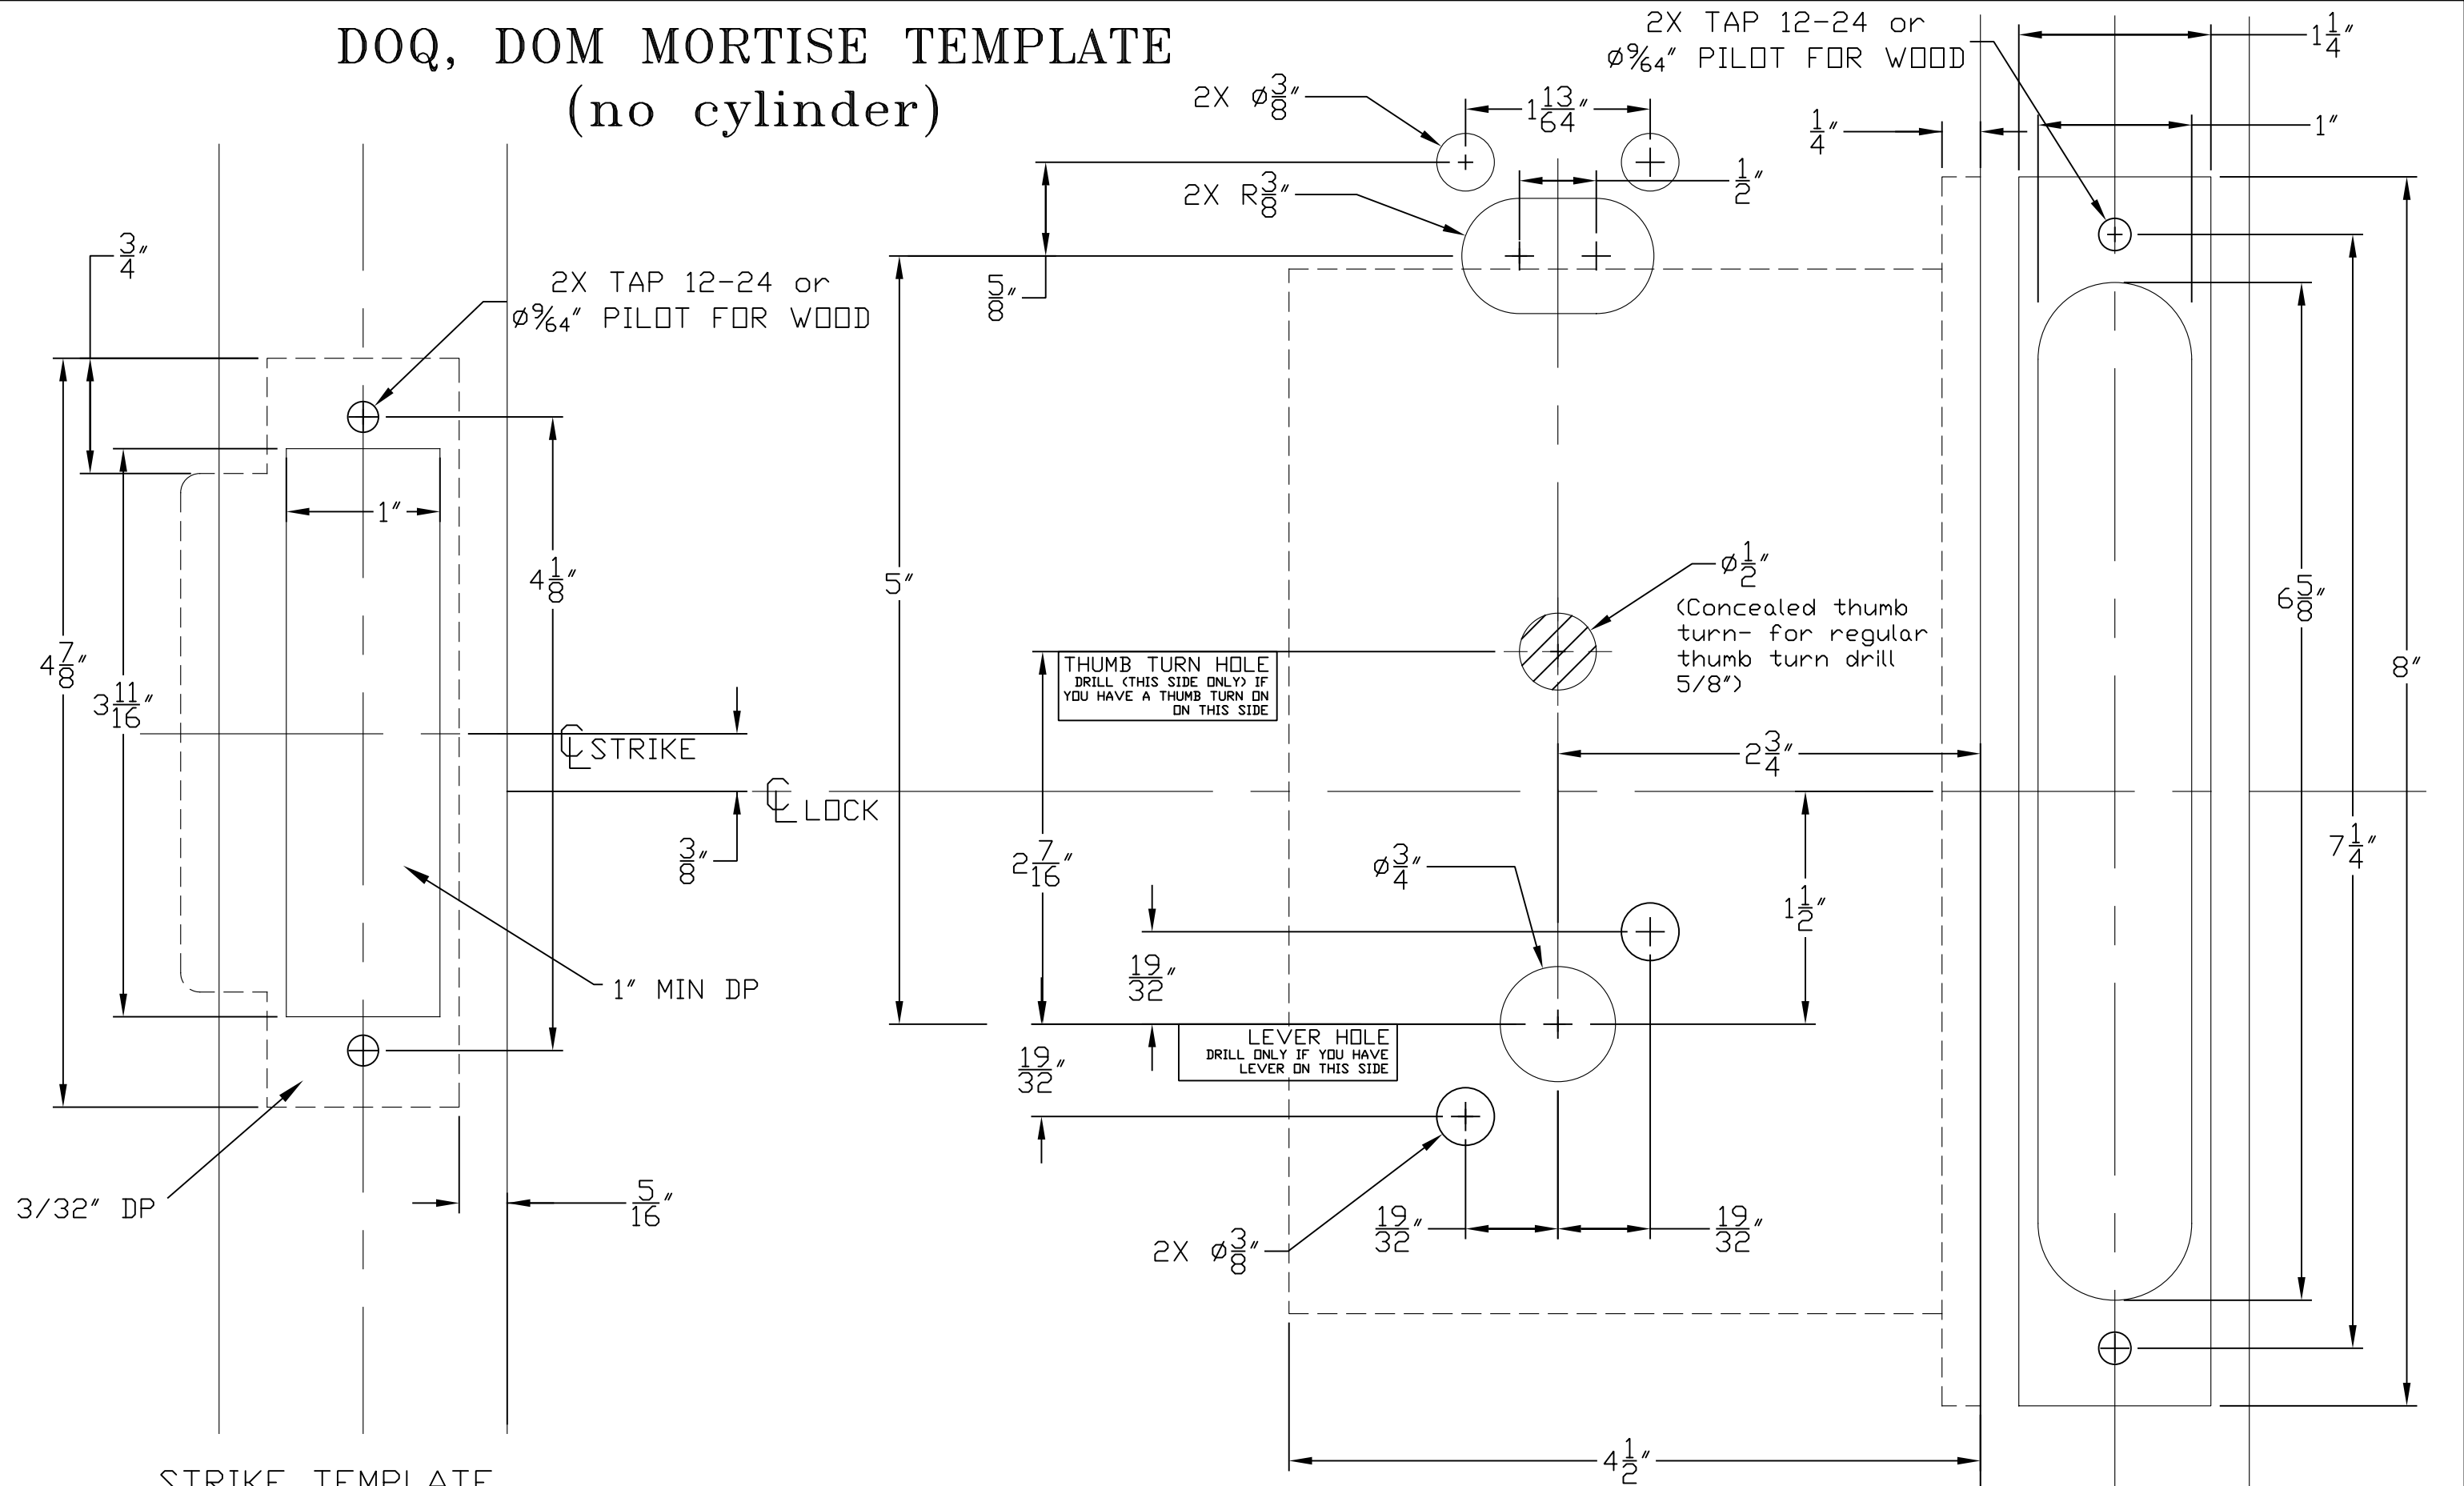 DOQ, DOM MORTISE TEMPLATE
(no cylinder)
2X TAP 12-24 or
Ø9/64" PILOT FOR WOOD
1 1/4"
2X Ø3/8"
1 13/64"
1/4"
1"
2X R3/8"
1/2"
3/4"
2X TAP 12-24 or
Ø9/64" PILOT FOR WOOD
5/8"
1"
4 1/8"
5"
Ø1/2"
(Concealed thumb
turn- for regular
thumb turn drill
5/8")
6 5/8"
4 7/8"
3 11/16"
THUMB TURN HOLE
DRILL (THIS SIDE ONLY) IF
YOU HAVE A THUMB TURN ON
ON THIS SIDE
8"
℄ STRIKE
2 3/4"
℄ LOCK
3/8"
2 7/16"
Ø3/4"
7 1/4"
1 1/2"
19/32"
1" MIN DP
LEVER HOLE
DRILL ONLY IF YOU HAVE
LEVER ON THIS SIDE
19/32"
3/32" DP
5/16"
19/32"
19/32"
2X Ø3/8"
4 1/2"
STRIKE TEMPLATE